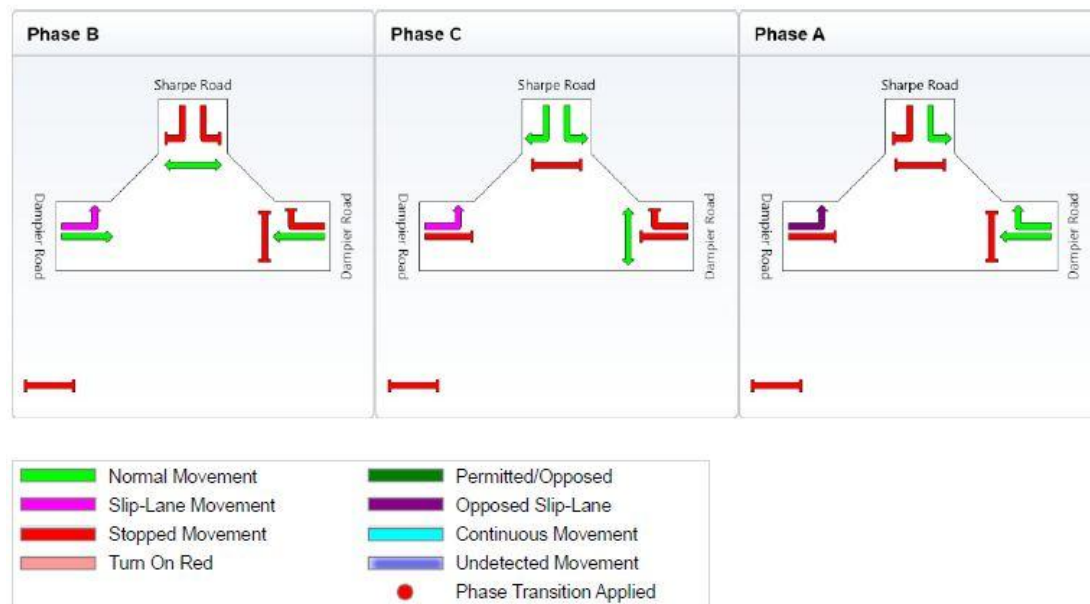 Phase B
Phase C
Phase A
Sharpe Road
Sharpe Road
Sharpe Road
Dampier Road
Dampier Road
Dampier Road
Dampier Road
Dampier Road
Dampier Road
Normal Movement
Permitted/Opposed
Slip-Lane Movement
Opposed Slip-Lane
Stopped Movement
Continuous Movement
Turn On Red
Undetected Movement
Phase Transition Applied